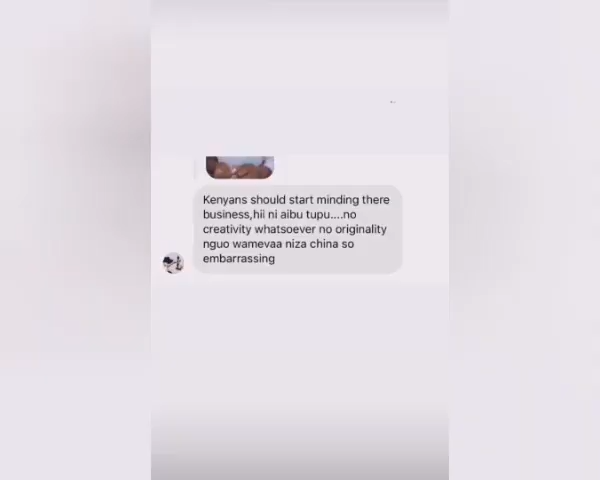 Kenyans should start minding there
business,hii ni aibu tupu....no
creativity whatsoever no originality
nguo wamevaa niza china so
embarrassing